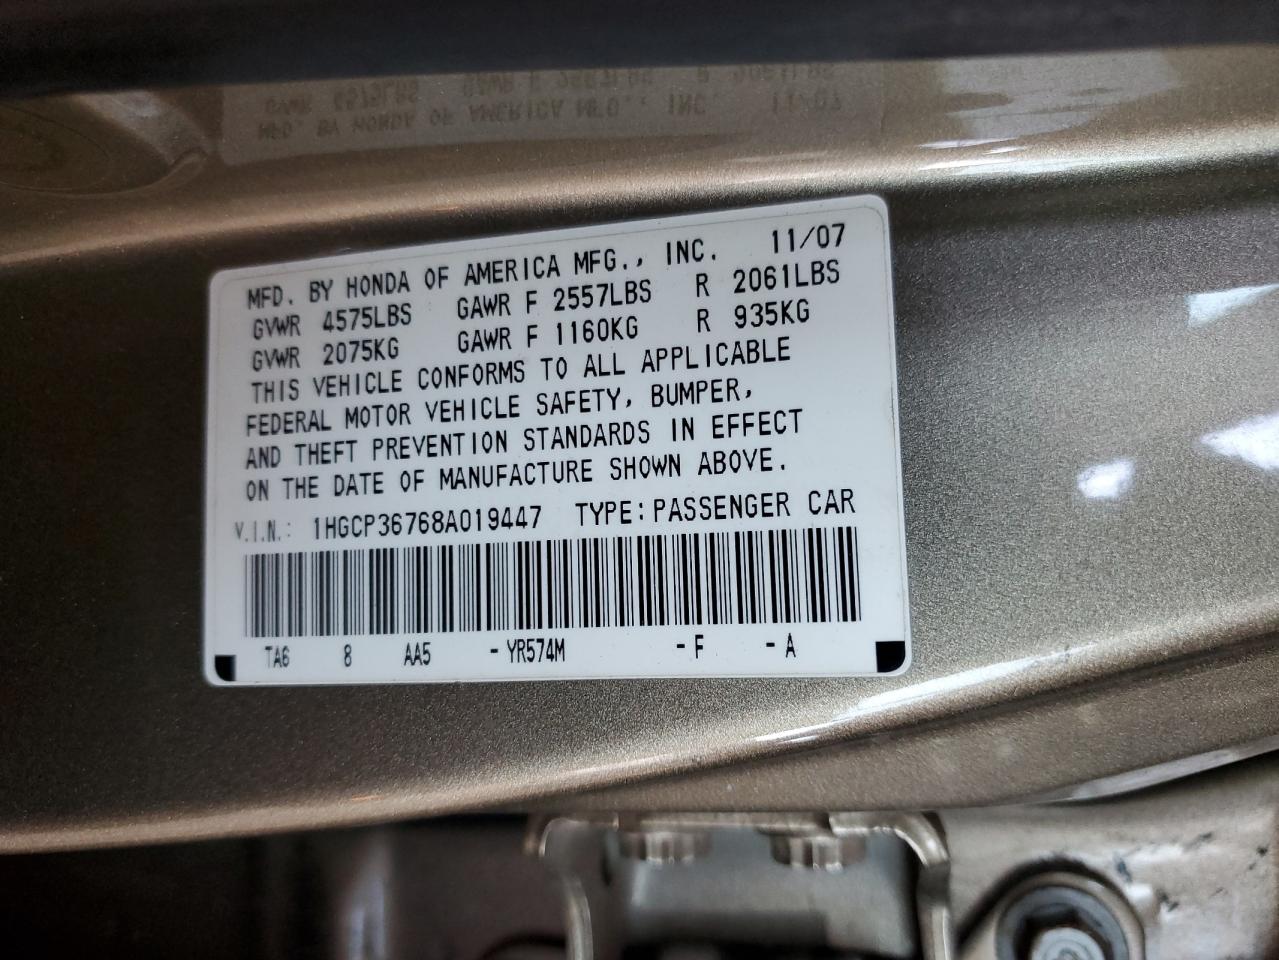 MFD. BY HONDA OF AMERICA MFG., INC. 11/07
GVWR 4575LBS GAWR F 2557LBS R 2061LBS
GVWR 2075KG GAWR F 1160KG R 935KG
THIS VEHICLE CONFORMS TO ALL APPLICABLE
FEDERAL MOTOR VEHICLE SAFETY, BUMPER,
AND THEFT PREVENTION STANDARDS IN EFFECT
ON THE DATE OF MANUFACTURE SHOWN ABOVE.
V.I.N.: 1HGCP36768A019447 TYPE:PASSENGER CAR
TA6 8 AA5 -YR574M -F -A